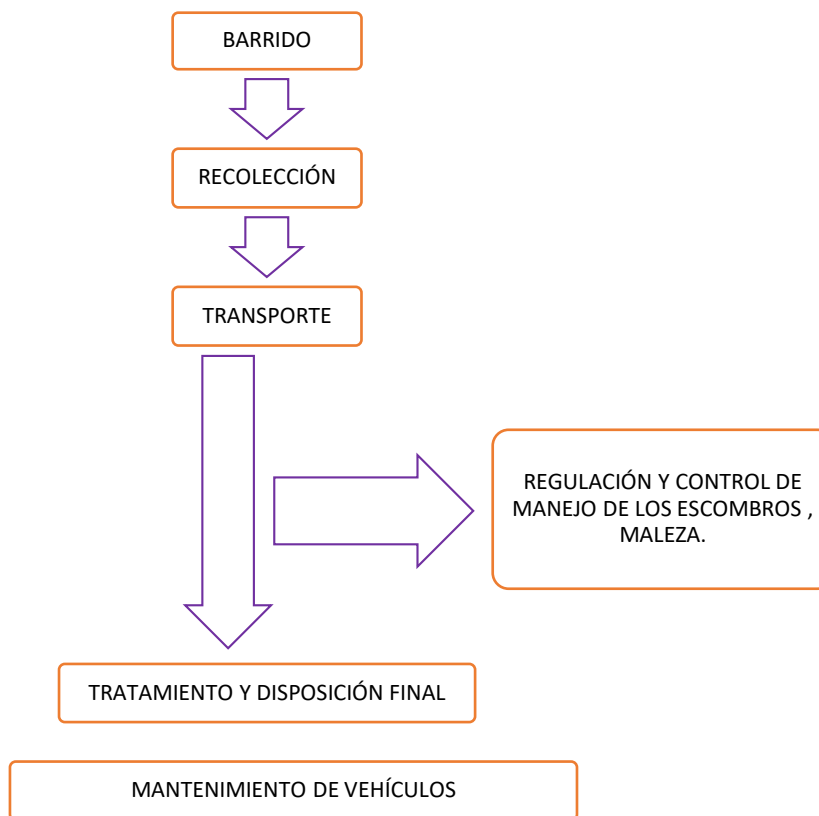 BARRIDO
RECOLECCIÓN
TRANSPORTE
REGULACIÓN Y CONTROL DE
MANEJO DE LOS ESCOMBROS ,
MALEZA.
TRATAMIENTO Y DISPOSICIÓN FINAL
MANTENIMIENTO DE VEHÍCULOS